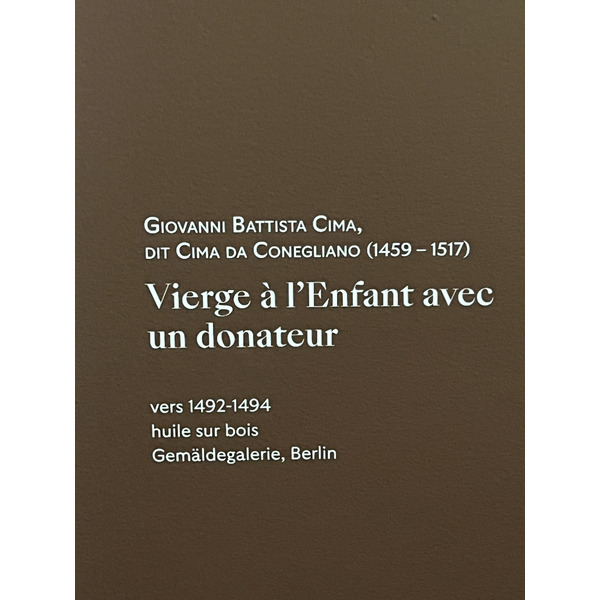 Giovanni Battista Cima,
dit Cima da Conegliano (1459 – 1517)
Vierge à l’Enfant avec
un donateur
vers 1492-1494
huile sur bois
Gemäldegalerie, Berlin